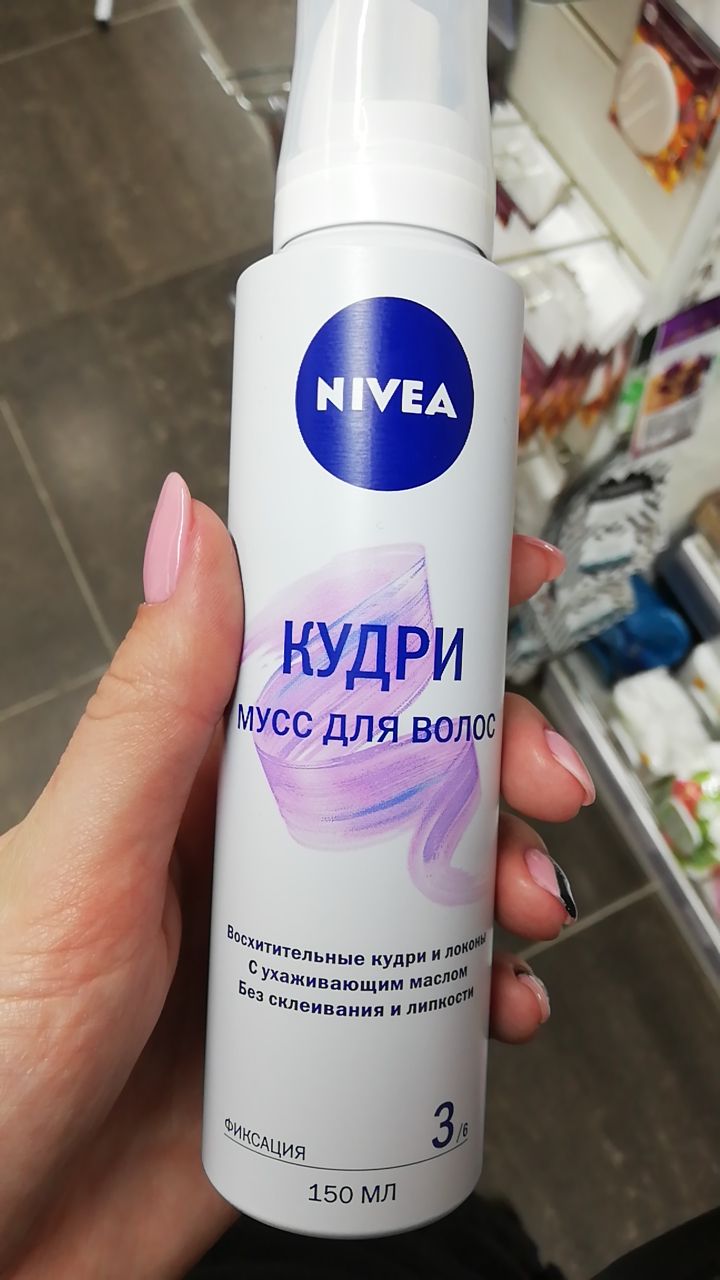 NIVEA
КУДРИ
МУСС ДЛЯ ВОЛОС
Восхитительные кудри и локоны
С ухаживающим маслом
Без склеивания и липкости
ФИКСАЦИЯ 3/6
150 МЛ